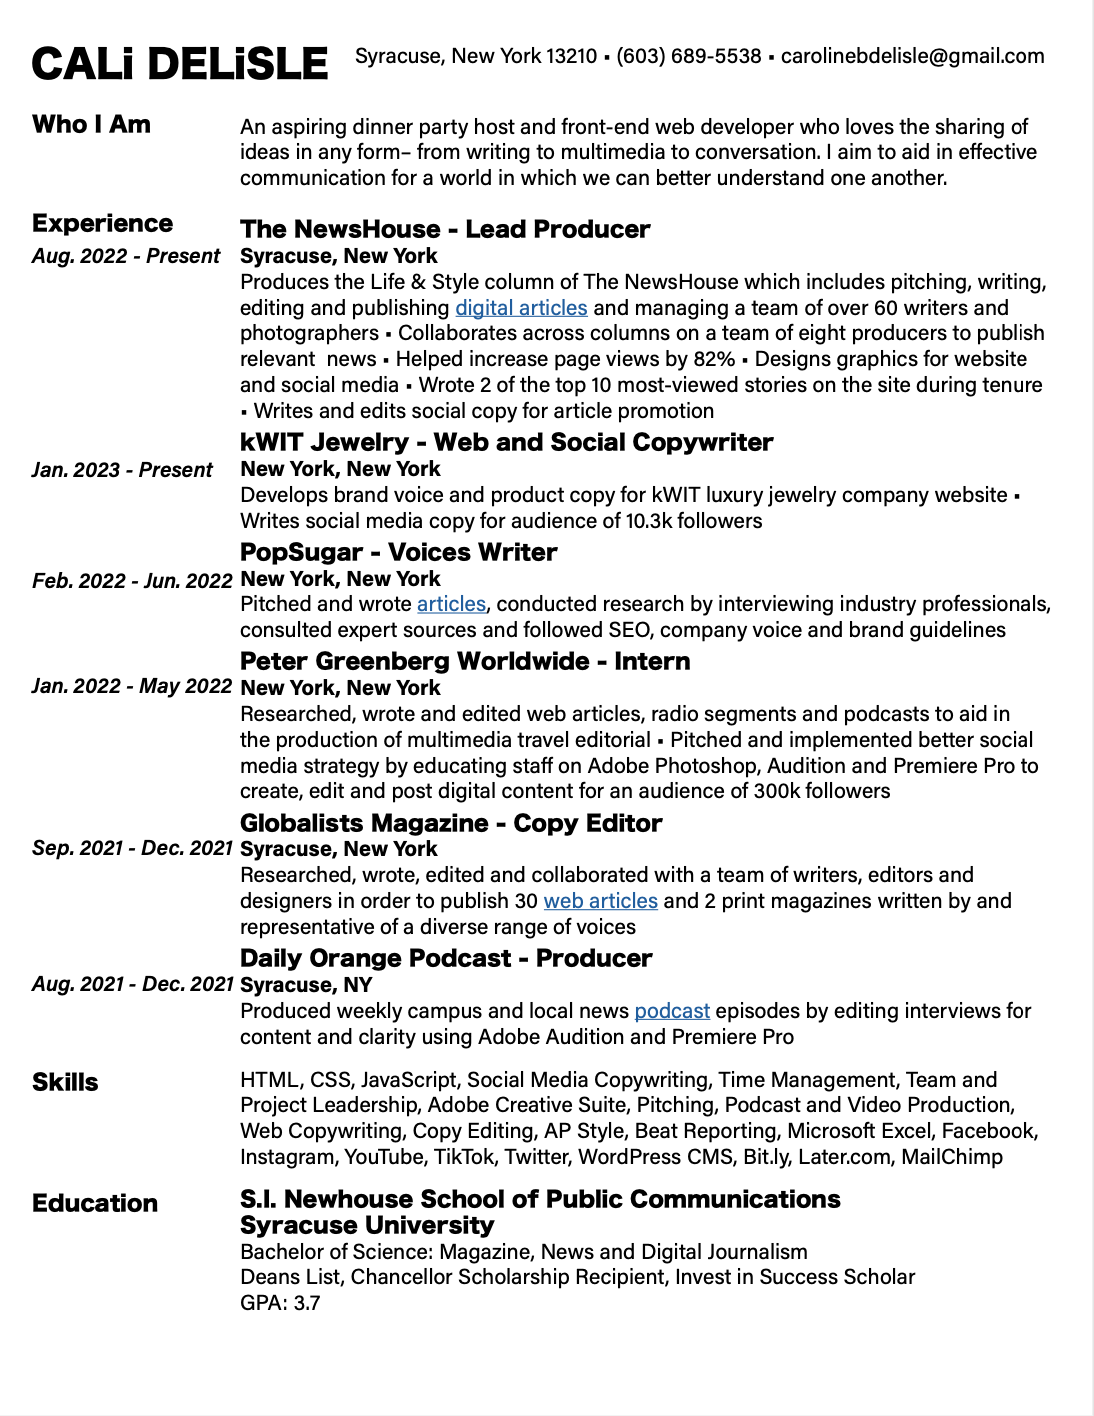 CALi DELiSLE Syracuse, New York 13210 ▪ (603) 689-5538 ▪ carolinebdelisle@gmail.com
Who I Am
An aspiring dinner party host and front-end web developer who loves the sharing of
ideas in any form– from writing to multimedia to conversation. I aim to aid in effective
communication for a world in which we can better understand one another.
Experience
The NewsHouse - Lead Producer
Aug. 2022 - Present Syracuse, New York
Produces the Life & Style column of The NewsHouse which includes pitching, writing,
editing and publishing digital articles and managing a team of over 60 writers and
photographers ▪ Collaborates across columns on a team of eight producers to publish
relevant  news ▪ Helped increase page views by 82% ▪ Designs graphics for website
and social media ▪ Wrote 2 of the top 10 most-viewed stories on the site during tenure
▪ Writes and edits social copy for article promotion
kWIT Jewelry - Web and Social Copywriter
Jan. 2023 - Present New York, New York
Develops brand voice and product copy for kWIT luxury jewelry company website ▪
Writes social media copy for audience of 10.3k followers
PopSugar - Voices Writer
Feb. 2022 - Jun. 2022 New York, New York
Pitched and wrote articles, conducted research by interviewing industry professionals,
consulted expert sources and followed SEO, company voice and brand guidelines
Peter Greenberg Worldwide - Intern
Jan. 2022 - May 2022 New York, New York
Researched, wrote and edited web articles, radio segments and podcasts to aid in
the production of multimedia travel editorial ▪ Pitched and implemented better social
media strategy by educating staff on Adobe Photoshop, Audition and Premiere Pro to
create, edit and post digital content for an audience of 300k followers
Globalists Magazine - Copy Editor
Sep. 2021 - Dec. 2021 Syracuse, New York
Researched, wrote, edited and collaborated with a team of writers, editors and
designers in order to publish 30 web articles and 2 print magazines written by and
representative of a diverse range of voices
Daily Orange Podcast - Producer
Aug. 2021 - Dec. 2021 Syracuse, NY
Produced weekly campus and local news podcast episodes by editing interviews for
content and clarity using Adobe Audition and Premiere Pro
Skills
HTML, CSS, JavaScript, Social Media Copywriting, Time Management, Team and
Project Leadership, Adobe Creative Suite, Pitching, Podcast and Video Production,
Web Copywriting, Copy Editing, AP Style, Beat Reporting, Microsoft Excel, Facebook,
Instagram, YouTube, TikTok, Twitter, WordPress CMS, Bit.ly, Later.com, MailChimp
Education
S.I. Newhouse School of Public Communications
Syracuse University
Bachelor of Science: Magazine, News and Digital Journalism
Deans List, Chancellor Scholarship Recipient, Invest in Success Scholar
GPA: 3.7